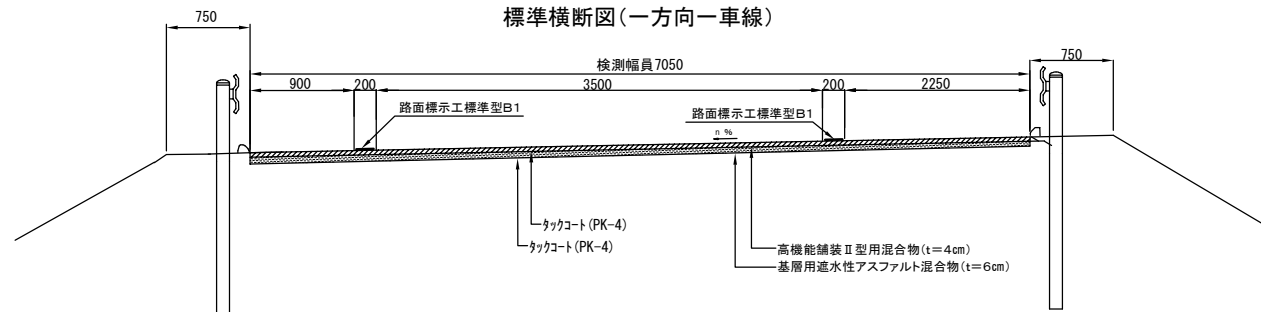 標準横断図(一方向一車線)
750
750
検測幅員7050
900
200
3500
200
2250
路面標示工標準型B1
路面標示工標準型B1
n %
タックコート(PK-4)
タックコート(PK-4)
高機能舗装Ⅱ型用混合物(t=4cm)
基層用遮水性アスファルト混合物(t=6cm)